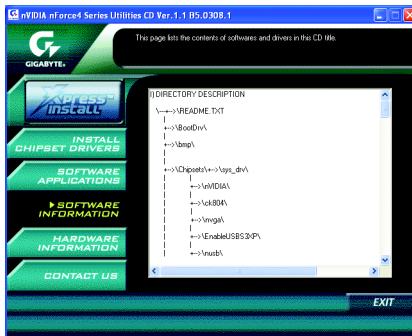 nVIDIA nForce4 Series Utilities CD Ver.1.1 B5.0308.1
GIGABYTE
This page lists the contents of softwares and drivers in this CD title.
Xpress
Install
INSTALL
CHIPSET DRIVERS
SOFTWARE
APPLICATIONS
SOFTWARE
INFORMATION
HARDWARE
INFORMATION
CONTACT US
I) DIRECTORY DESCRIPTION
\---+-->\README.TXT
|
+-->\BootDrv\
|
+-->\bmp\
|
+-->\Chipsets\+-->\sys_drv\
| |
| +-->\nVIDIA\
| |
| +-->\ck804\
| |
| +-->\nvga\
| |
| +-->\EnableUSBS3XP\
| |
| +-->\nusb\
| |
EXIT